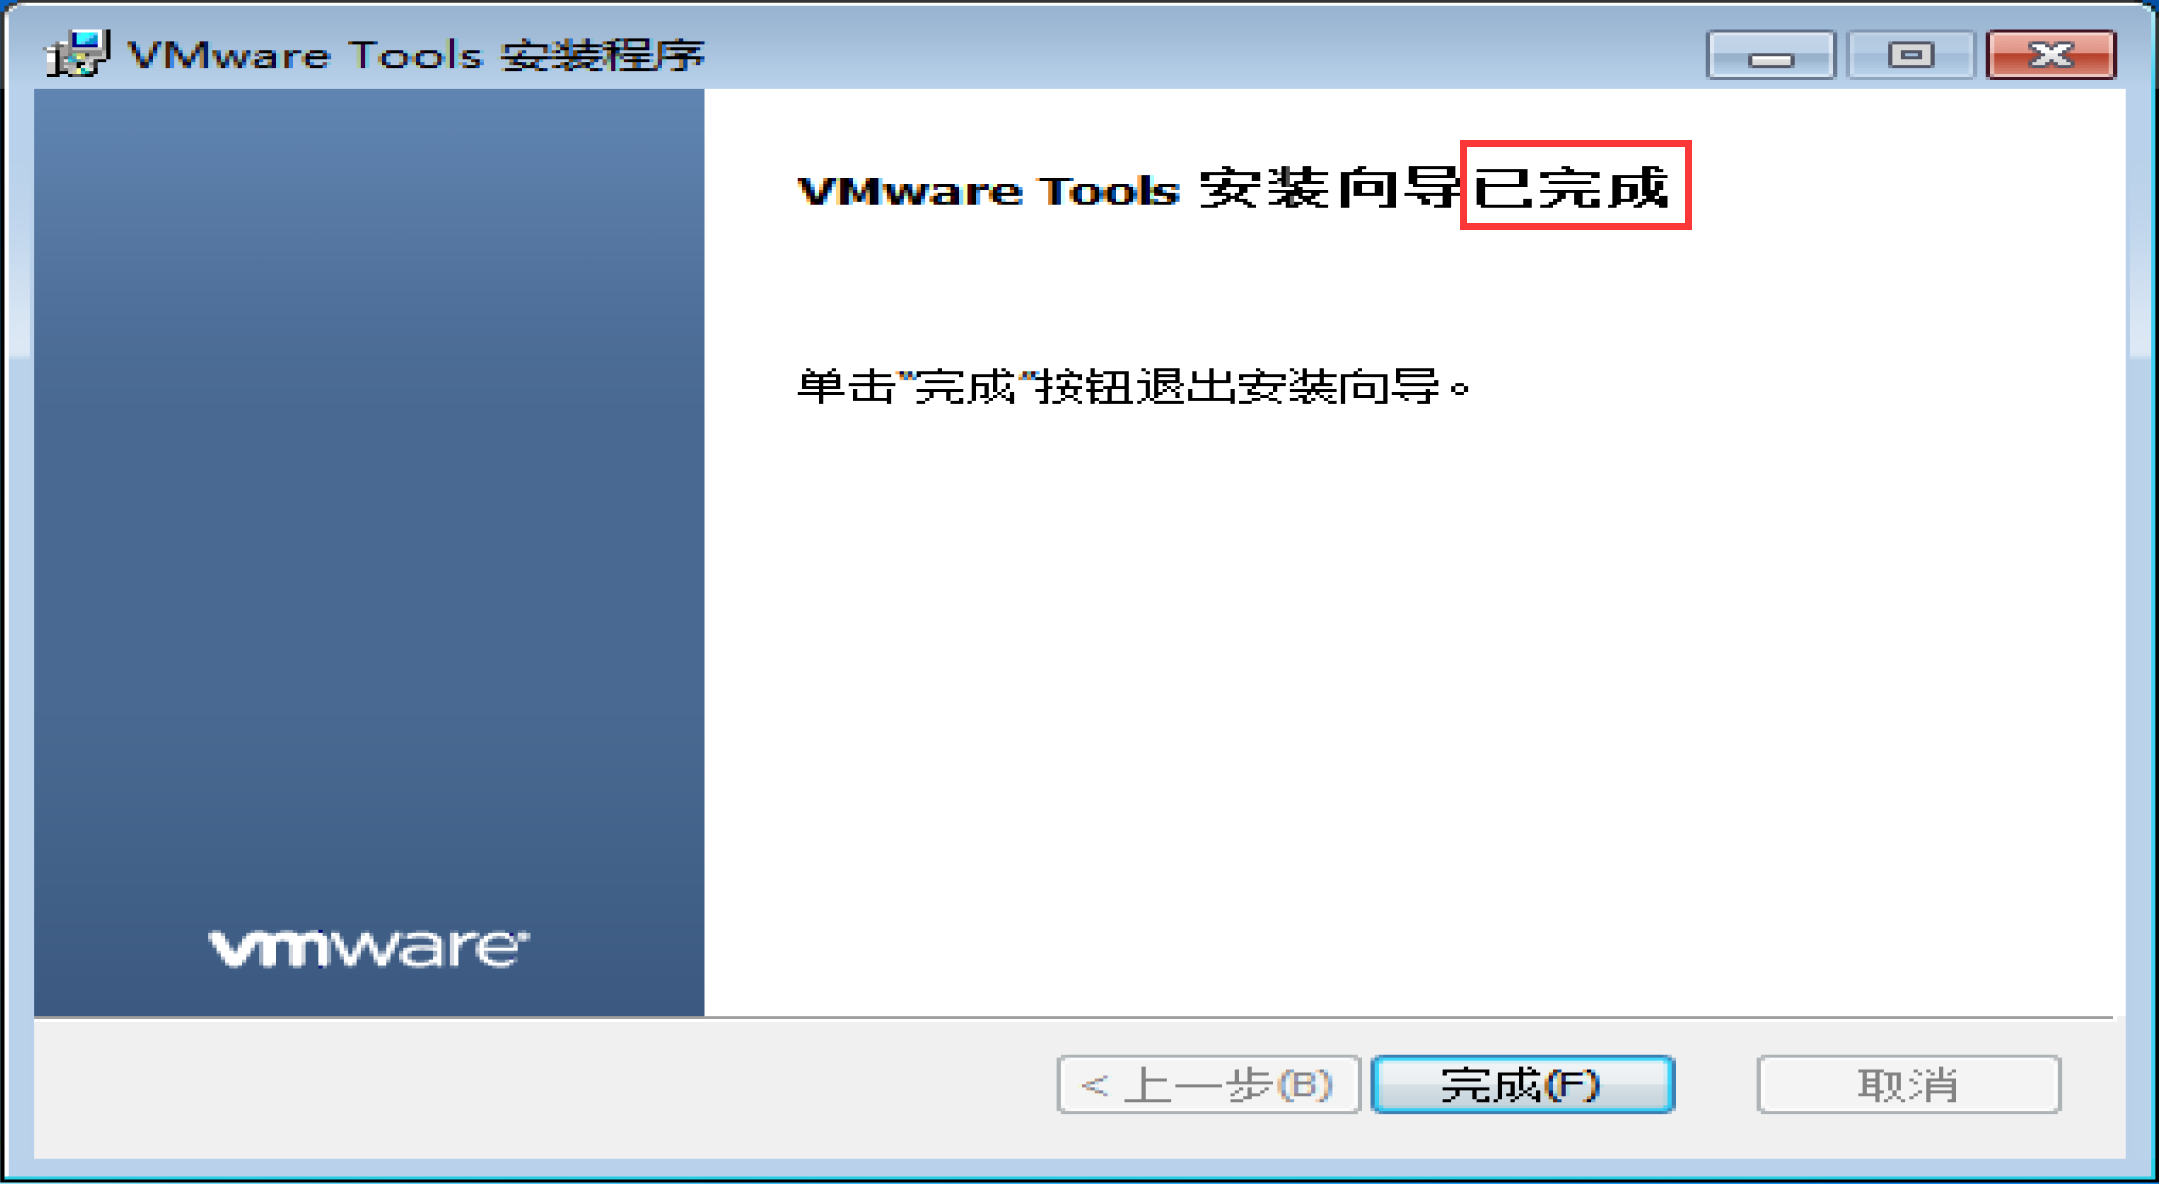 VMware Tools 安装程序
VMware Tools 安装向导已完成
单击"完成"按钮退出安装向导。
vmware
< 上一步(B) 完成(F) 取消